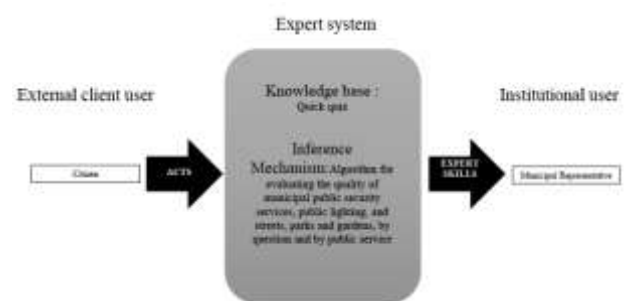 Expert system
External client user
Institutional user
Knowledge base :
Quick quiz
Inference
Mechanism:Algorithm for
evaluating the quality of
municipal public security
services, public lighting, and
streets, parks and gardens, by
question and by public service
Citizen
ACTS
EXPERT
SKILLS
Municipal Representative